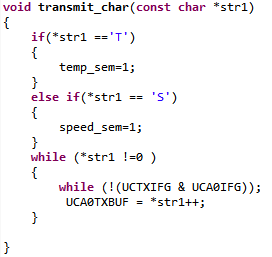 void transmit_char(const char *str1)
{
    if(*str1 =='T')
    {
        temp_sem=1;
    }
    else if(*str1 == 'S')
    {
        speed_sem=1;
    }
    while (*str1 !=0 )
    {
        while (!(UCTXIFG & UCA0IFG));
         UCA0TXBUF = *str1++;
    }
}